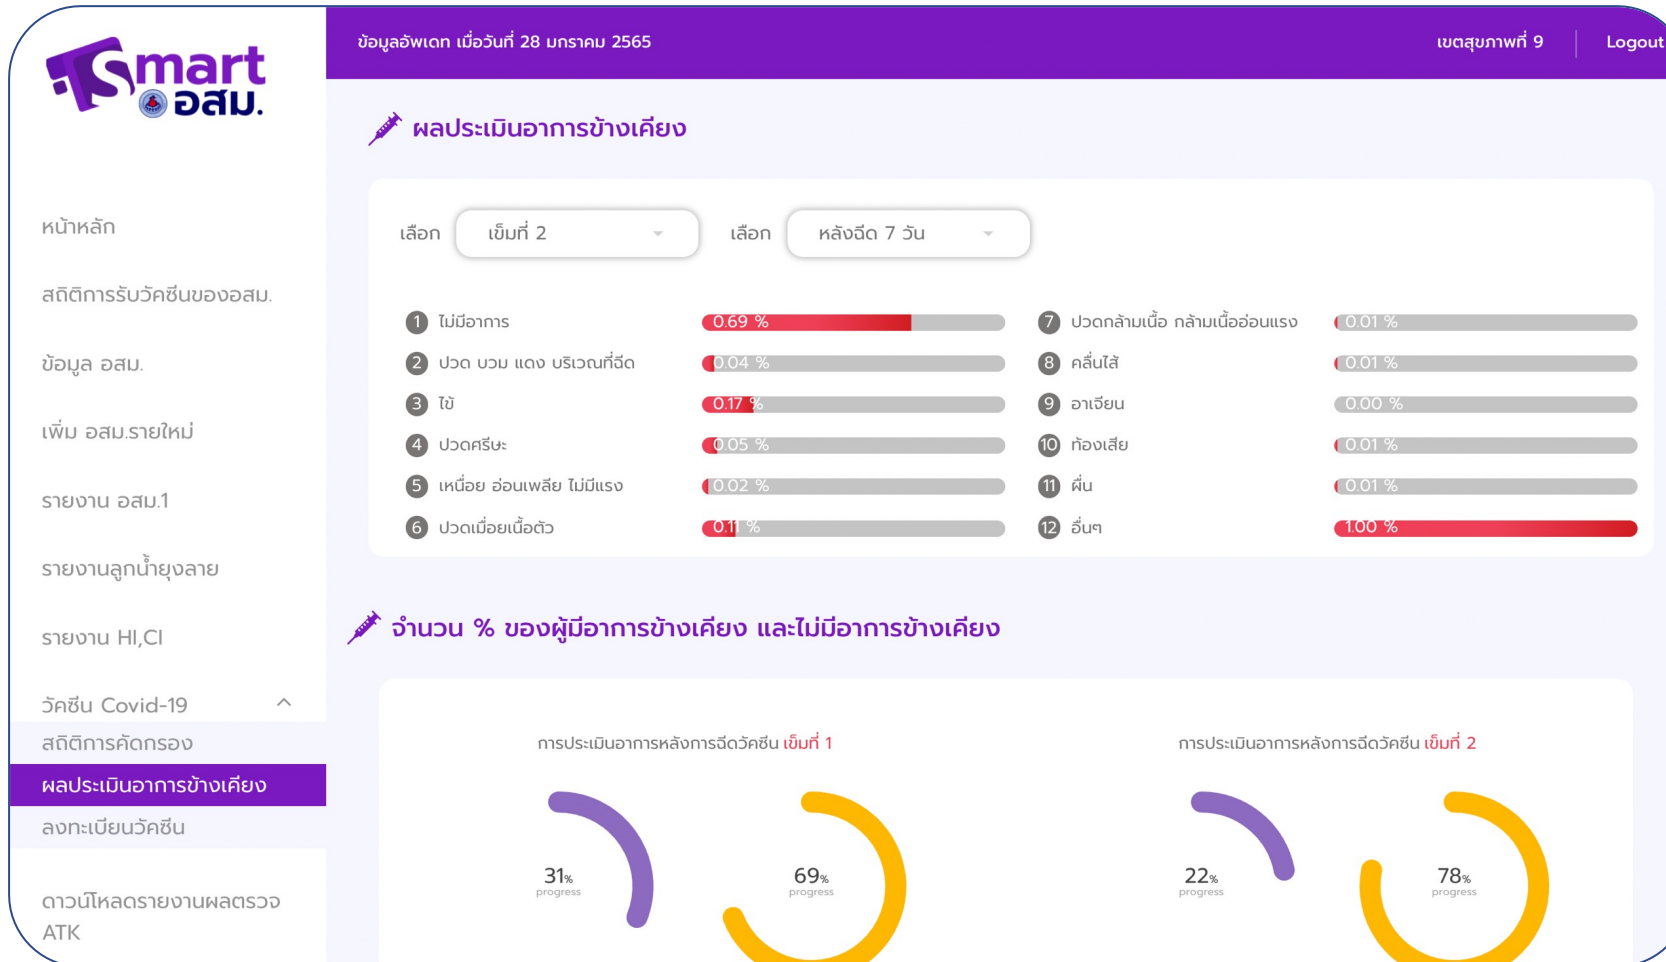 Smart
อสม.
ข้อมูลอัพเดท เมื่อวันที่ 28 มกราคม 2565
เขตสุขภาพที่ 9
Logout
หน้าหลัก
สถิติการรับวัคซีนของอสม.
ข้อมูล อสม.
เพิ่ม อสม.รายใหม่
รายงาน อสม.1
รายงานลูกน้ำยุงลาย
รายงาน HI,CI
วัคซีน Covid-19
สถิติการคัดกรอง
ผลประเมินอาการข้างเคียง
ลงทะเบียนวัคซีน
ดาวน์โหลดรายงานผลตรวจ
ATK
ผลประเมินอาการข้างเคียง
เลือก เข็มที่ 2 เลือก หลังฉีด 7 วัน
1 ไม่มีอาการ 0.69 %
2 ปวด บวม แดง บริเวณที่ฉีด 0.04 %
3 ไข้ 0.17 %
4 ปวดศรีษะ 0.05 %
5 เหนื่อย อ่อนเพลีย ไม่มีแรง 0.02 %
6 ปวดเมื่อยเนื้อตัว 0.11 %
7 ปวดกล้ามเนื้อ กล้ามเนื้ออ่อนแรง 0.01 %
8 คลื่นไส้ 0.01 %
9 อาเจียน 0.00 %
10 ท้องเสีย 0.01 %
11 ผื่น 0.01 %
12 อื่นๆ 1.00 %
จำนวน % ของผู้มีอาการข้างเคียง และไม่มีอาการข้างเคียง
การประเมินอาการหลังการฉีดวัคซีน เข็มที่ 1
31%
progress
69%
progress
การประเมินอาการหลังการฉีดวัคซีน เข็มที่ 2
22%
progress
78%
progress